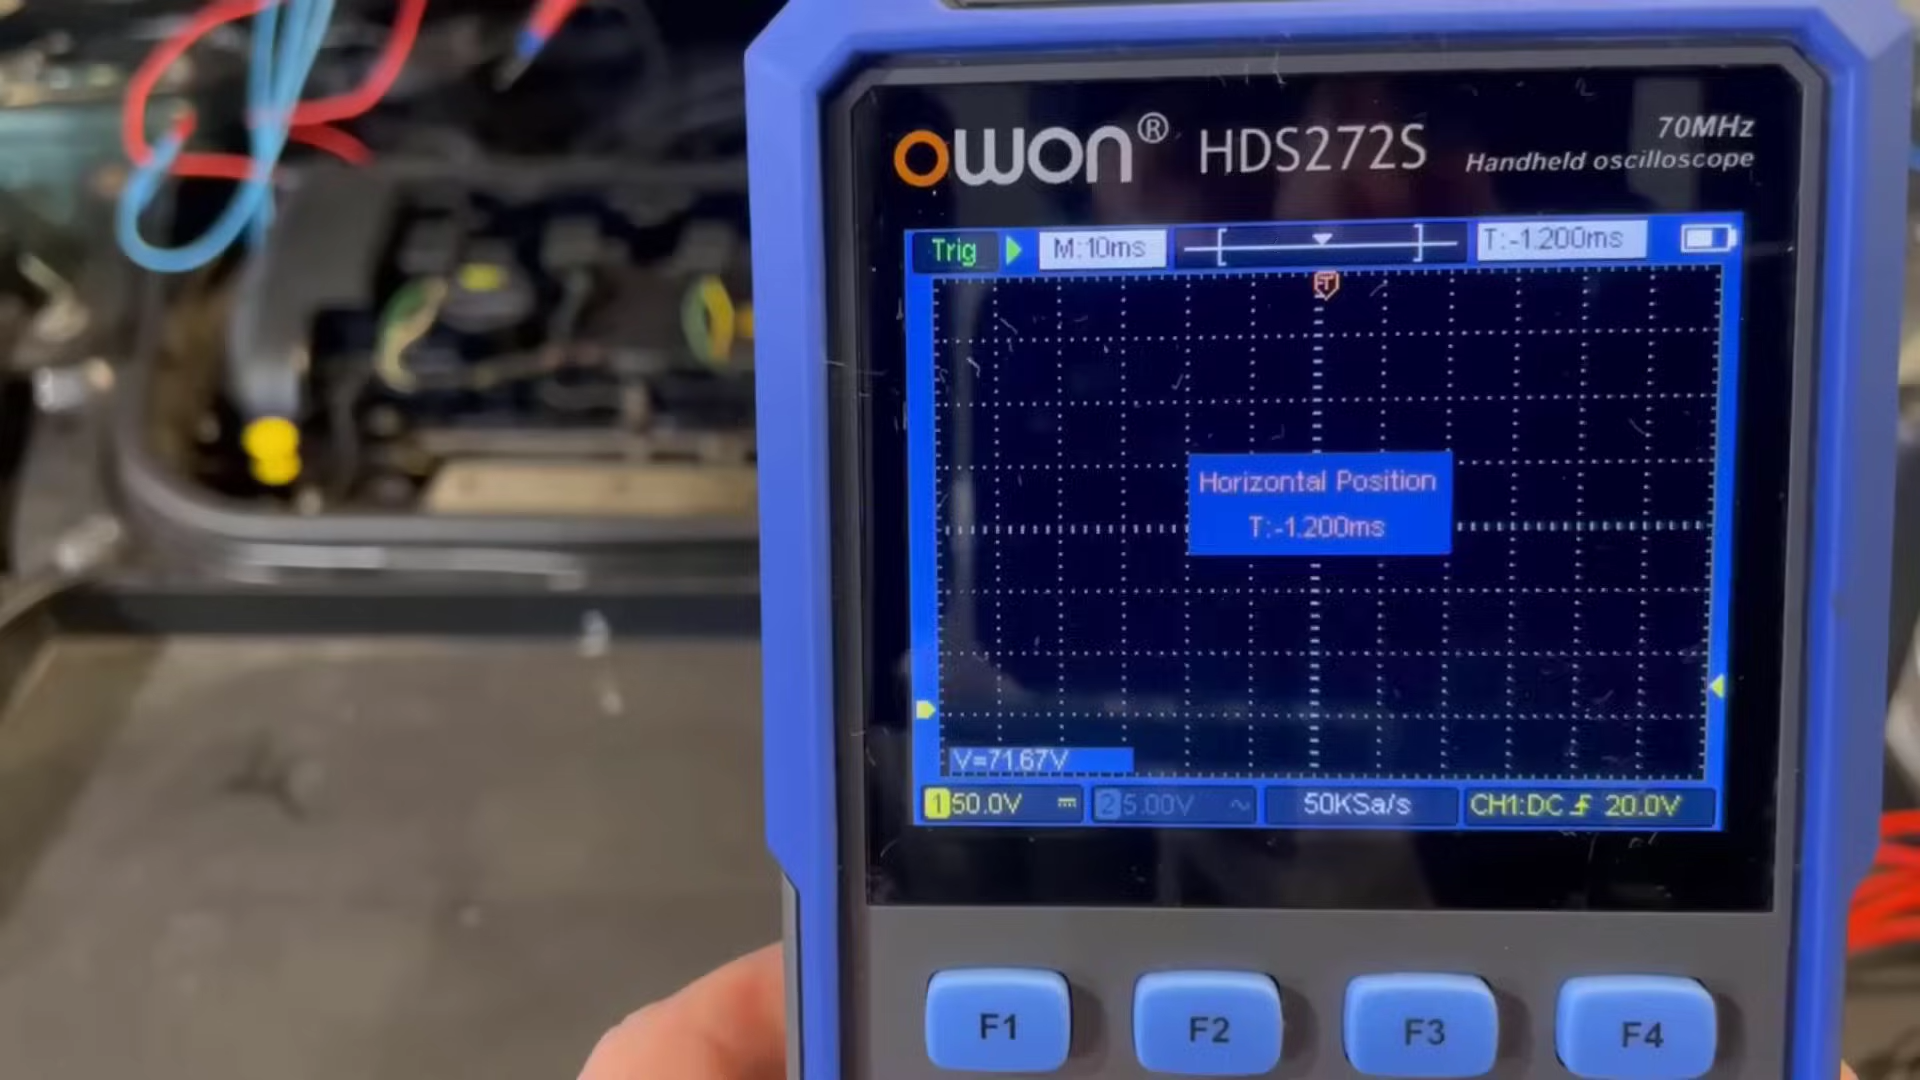 owon® HDS272S 70MHz
Handheld oscilloscope
Trig M:10ms T:-1.200ms
T
Horizontal Position
T:-1.200ms
V=71.67V
1 50.0V 2 5.00V 50KSa/s CH1:DC 20.0V
F1 F2 F3 F4